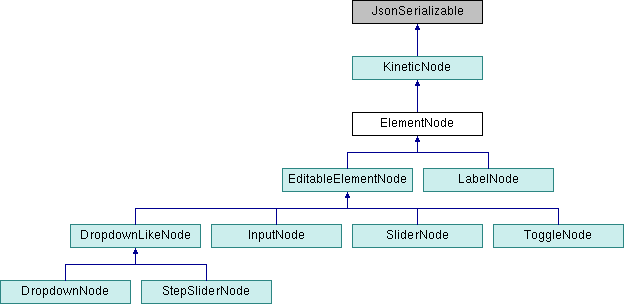 JsonSerializable
KineticNode
ElementNode
EditableElementNode
LabelNode
DropdownLikeNode
InputNode
SliderNode
ToggleNode
DropdownNode
StepSliderNode